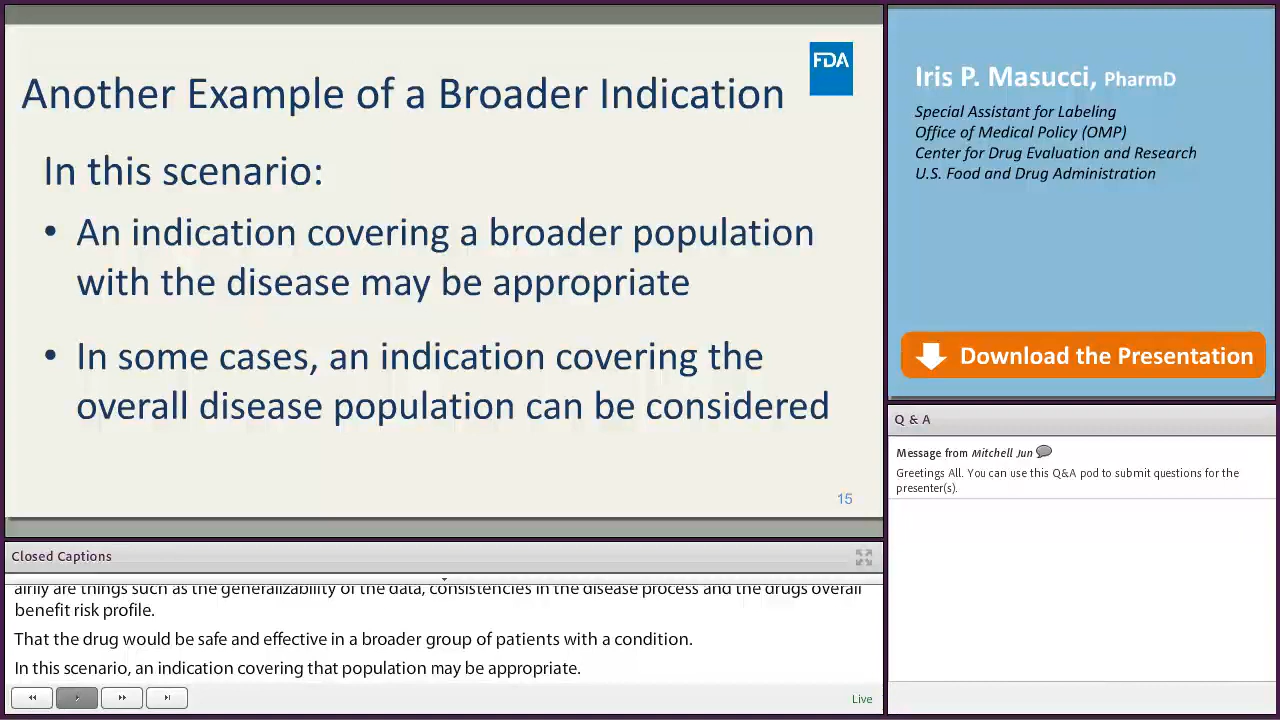 FDA
Another Example of a Broader Indication
In this scenario:
• An indication covering a broader population
with the disease may be appropriate
• In some cases, an indication covering the
overall disease population can be considered
15
Iris P. Masucci, PharmD
Special Assistant for Labeling
Office of Medical Policy (OMP)
Center for Drug Evaluation and Research
U.S. Food and Drug Administration
Download the Presentation
Q & A
Message from Mitchell Jun
Greetings All. You can use this Q&A pod to submit questions for the
presenter(s).
Closed Captions
airily are things such as the generalizability of the data, consistencies in the disease process and the drugs overall
benefit risk profile.
That the drug would be safe and effective in a broader group of patients with a condition.
In this scenario, an indication covering that population may be appropriate.
Live